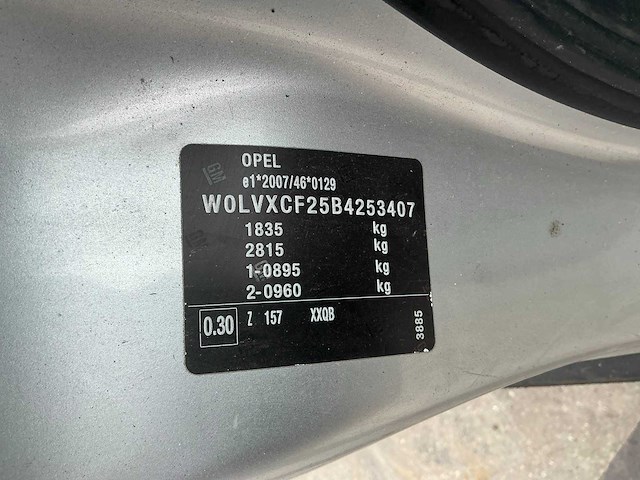 OPEL
GM
e1*2007/46*0129
W0LVXCF25B4253407
1835 kg
2815 kg
1-0895 kg
2-0960 kg
0.30 Z 157 XXQB 3885